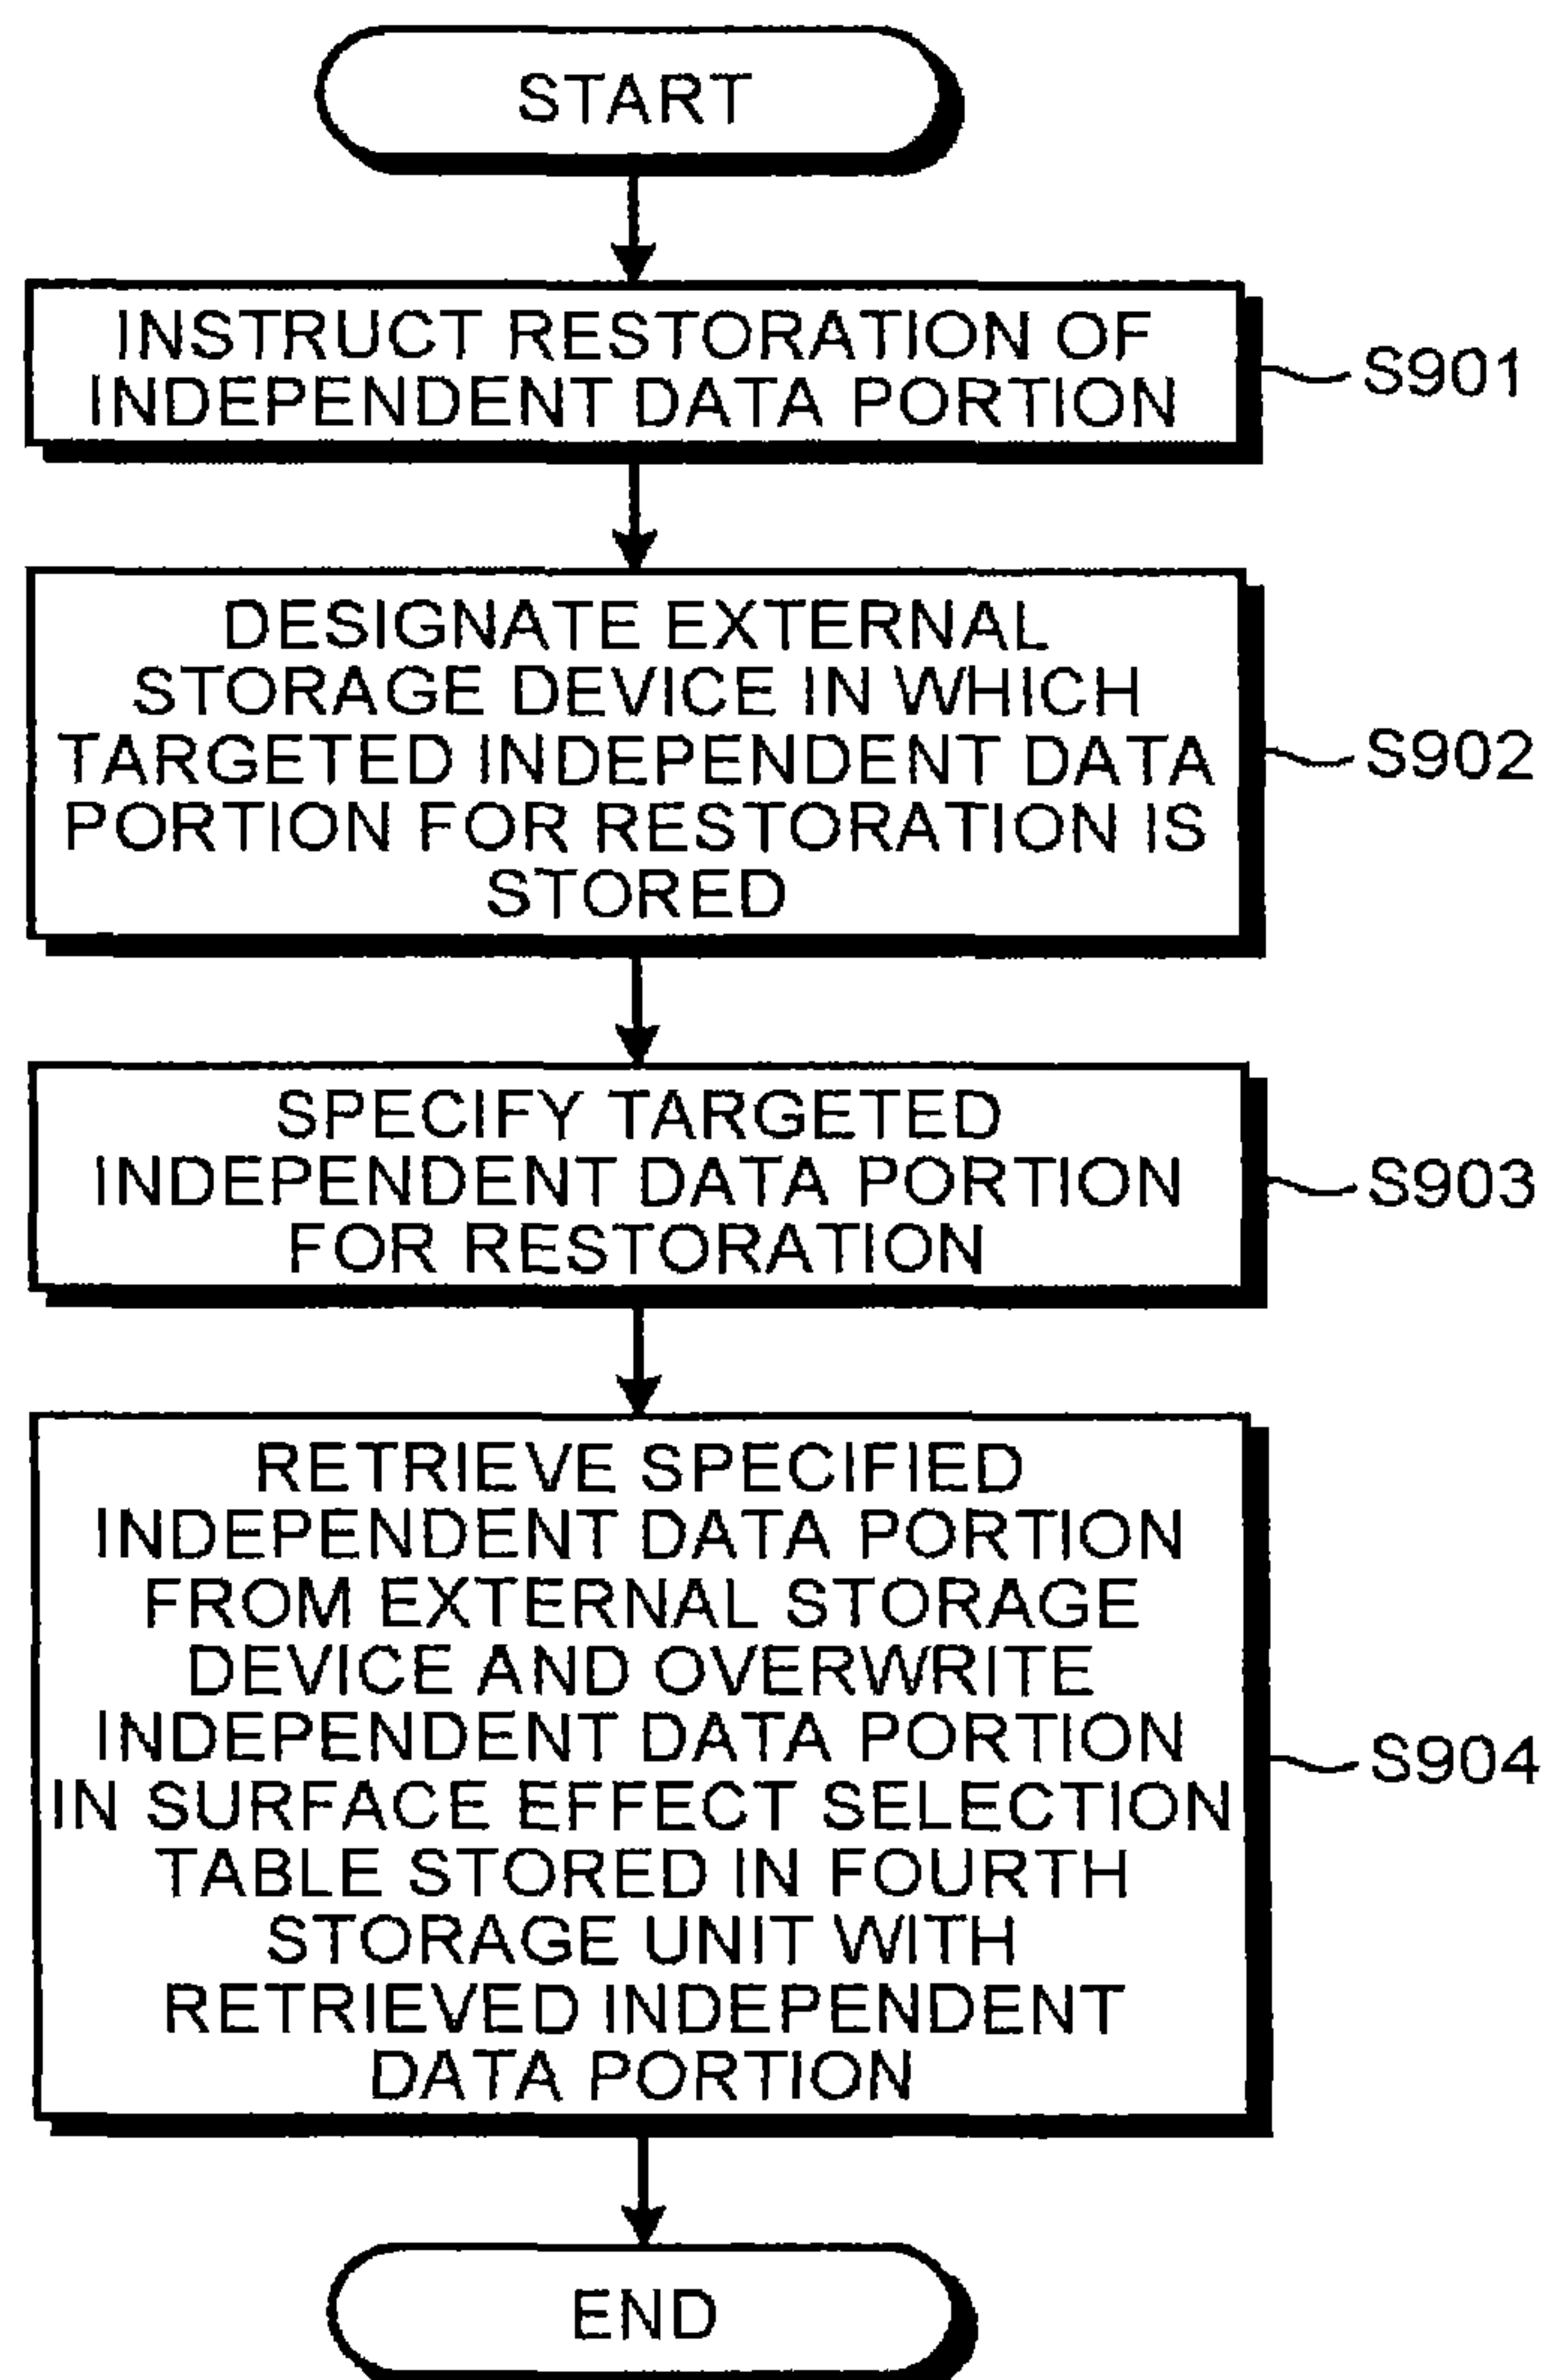 START
INSTRUCT RESTORATION OF
INDEPENDENT DATA PORTION
S901
DESIGNATE EXTERNAL
STORAGE DEVICE IN WHICH
TARGETED INDEPENDENT DATA
PORTION FOR RESTORATION IS
STORED
S902
SPECIFY TARGETED
INDEPENDENT DATA PORTION
FOR RESTORATION
S903
RETRIEVE SPECIFIED
INDEPENDENT DATA PORTION
FROM EXTERNAL STORAGE
DEVICE AND OVERWRITE
INDEPENDENT DATA PORTION
IN SURFACE EFFECT SELECTION
TABLE STORED IN FOURTH
STORAGE UNIT WITH
RETRIEVED INDEPENDENT
DATA PORTION
S904
END